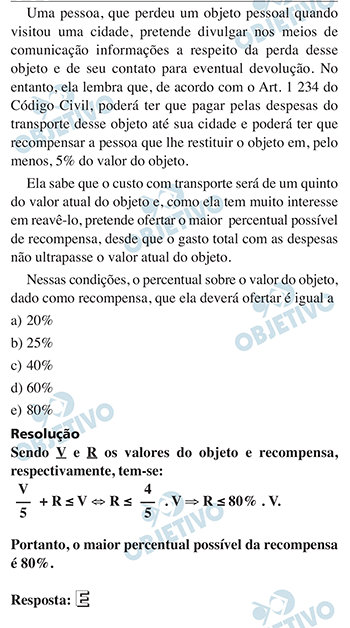 Uma pessoa, que perdeu um objeto pessoal quando
visitou uma cidade, pretende divulgar nos meios de
comunicação informações a respeito da perda desse
objeto e de seu contato para eventual devolução. No
entanto, ela lembra que, de acordo com o Art. 1 234 do
Código Civil, poderá ter que pagar pelas despesas do
transporte desse objeto até sua cidade e poderá ter que
recompensar a pessoa que lhe restituir o objeto em, pelo
menos, 5% do valor do objeto.
Ela sabe que o custo com transporte será de um quinto
do valor atual do objeto e, como ela tem muito interesse
em reavê-lo, pretende ofertar o maior percentual possível
de recompensa, desde que o gasto total com as despesas
não ultrapasse o valor atual do objeto.
Nessas condições, o percentual sobre o valor do objeto,
dado como recompensa, que ela deverá ofertar é igual a
a) 20%
b) 25%
c) 40%
d) 60%
e) 80%
Resolução
Sendo V e R os valores do objeto e recompensa,
respectivamente, tem-se:
V/5 + R ≤ V ⇔ R ≤ 4/5 . V ⇒ R ≤ 80% . V.
Portanto, o maior percentual possível da recompensa
é 80%.
Resposta: E
OBJETIVO
OBJETIVO
OBJETIVO
OBJETIVO
OBJETIVO
OBJETIVO